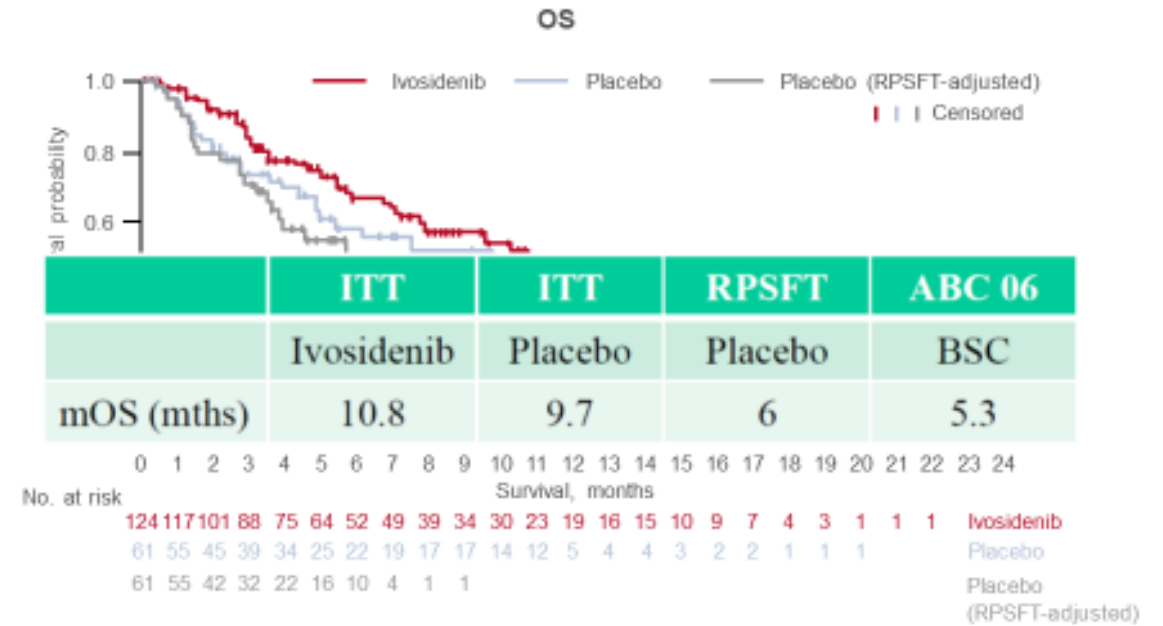 OS
Ivosidenib Placebo Placebo (RPSFT-adjusted)
Censored
1.0
0.8
0.6
al probability
ITT ITT RPSFT ABC 06
Ivosidenib Placebo Placebo BSC
mOS (mths) 10.8 9.7 6 5.3
0 1 2 3 4 5 6 7 8 9 10 11 12 13 14 15 16 17 18 19 20 21 22 23 24
Survival, months
No. at risk
124 117 101 88 75 64 52 49 39 34 30 23 19 16 15 10 9 7 4 3 1 1 1 Ivosidenib
61 55 45 39 34 25 22 19 17 17 14 12 5 4 4 3 2 2 1 1 1 Placebo
61 55 42 32 22 16 10 4 1 1 Placebo
(RPSFT-adjusted)